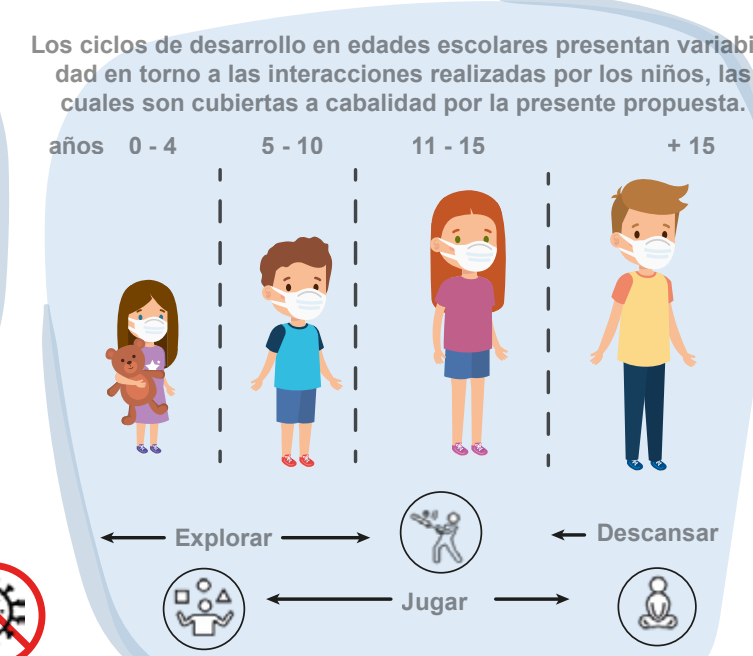 Los ciclos de desarrollo en edades escolares presentan variabi
dad en torno a las interacciones realizadas por los niños, las
cuales son cubiertas a cabalidad por la presente propuesta.
años 0 - 4 5 - 10 11 - 15 + 15
Explorar
Descansar
Jugar